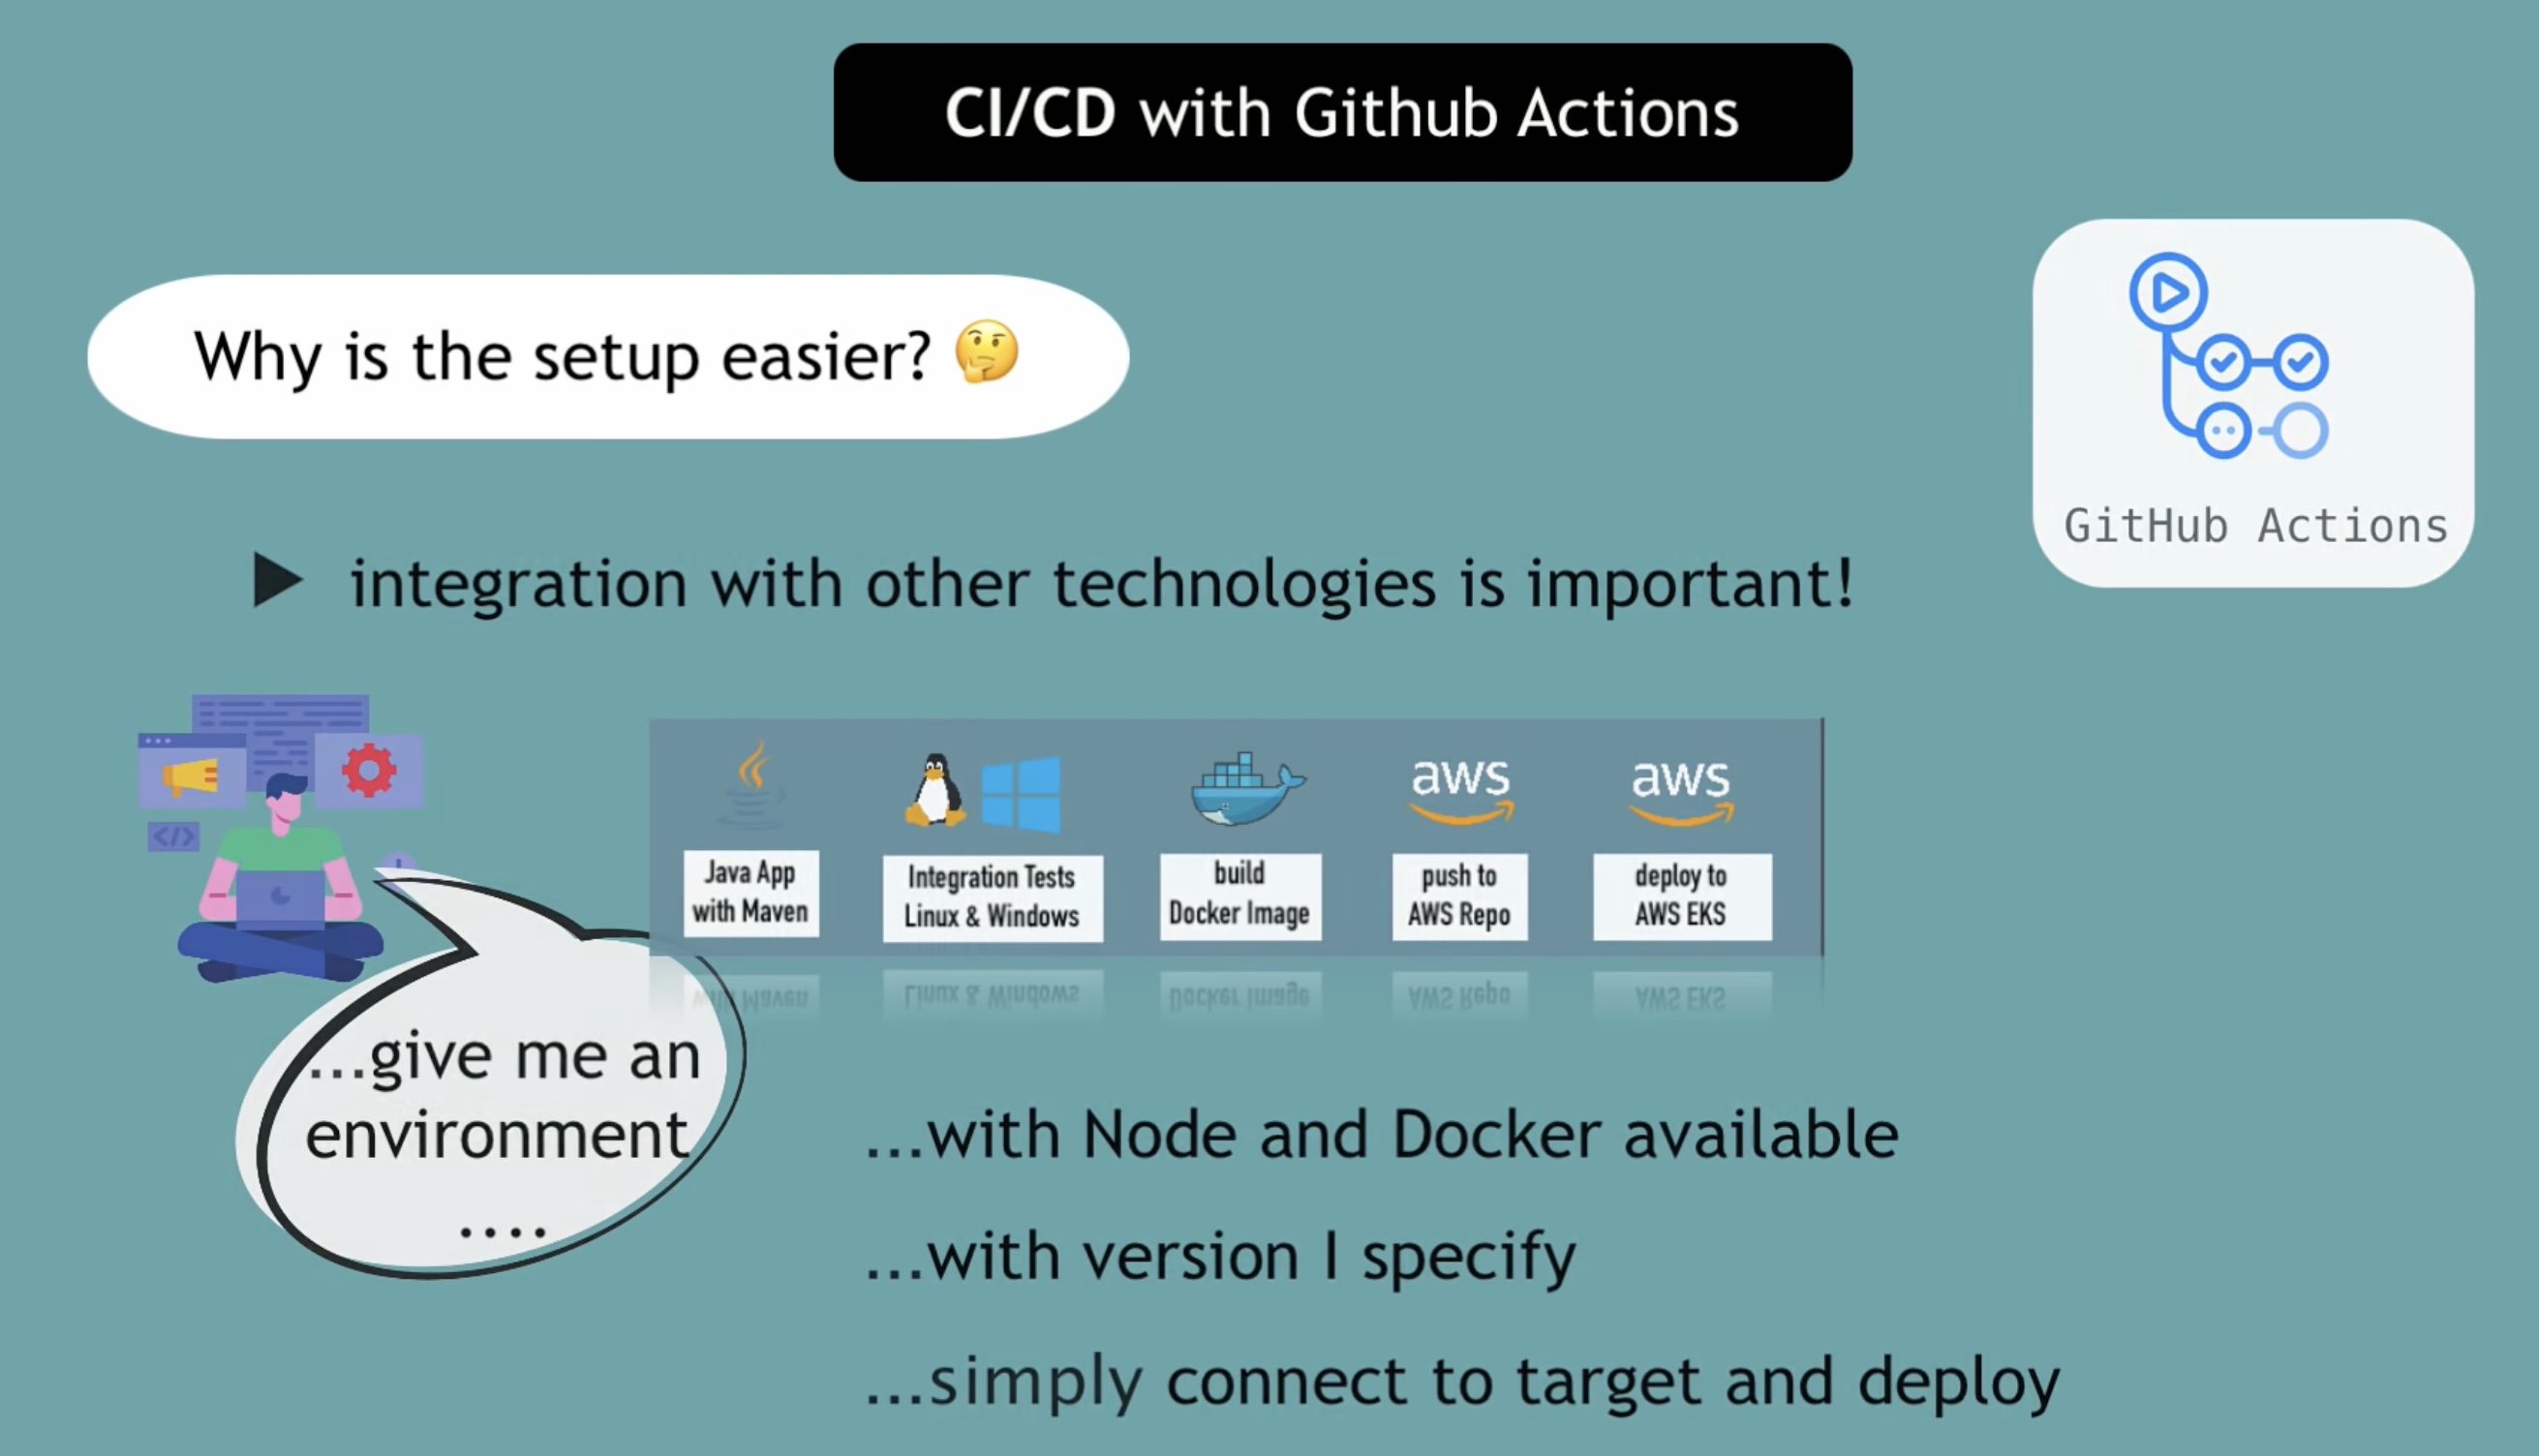 CI/CD with Github Actions
Why is the setup easier? 🤔
GitHub Actions
integration with other technologies is important!
</>
aws
aws
Java App
with Maven
Integration Tests
Linux & Windows
build
Docker Image
push to
AWS Repo
deploy to
AWS EKS
...give me an
environment
....
...with Node and Docker available
...with version I specify
...simply connect to target and deploy